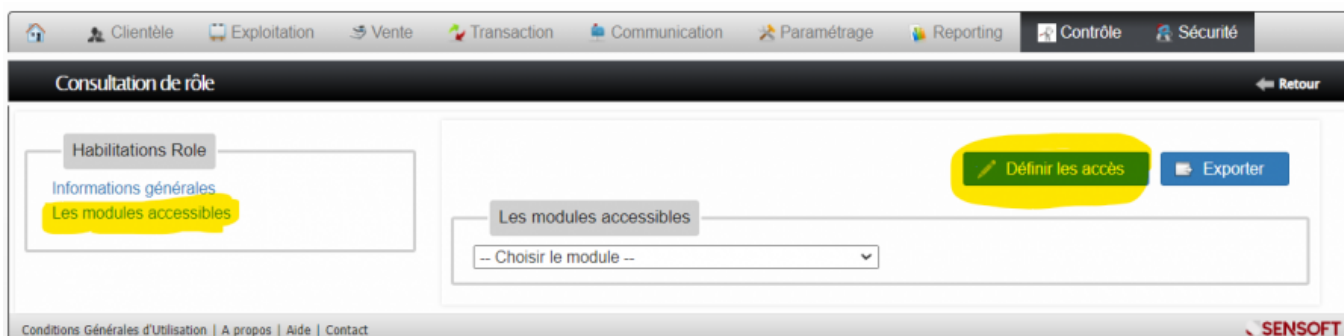 Clientèle Exploitation Vente Transaction Communication Paramétrage Reporting Contrôle Sécurité
Consultation de rôle Retour
Habilitations Role
Informations générales
Les modules accessibles
Définir les accès Exporter
Les modules accessibles
-- Choisir le module --
Conditions Générales d'Utilisation | A propos | Aide | Contact SENSOFT